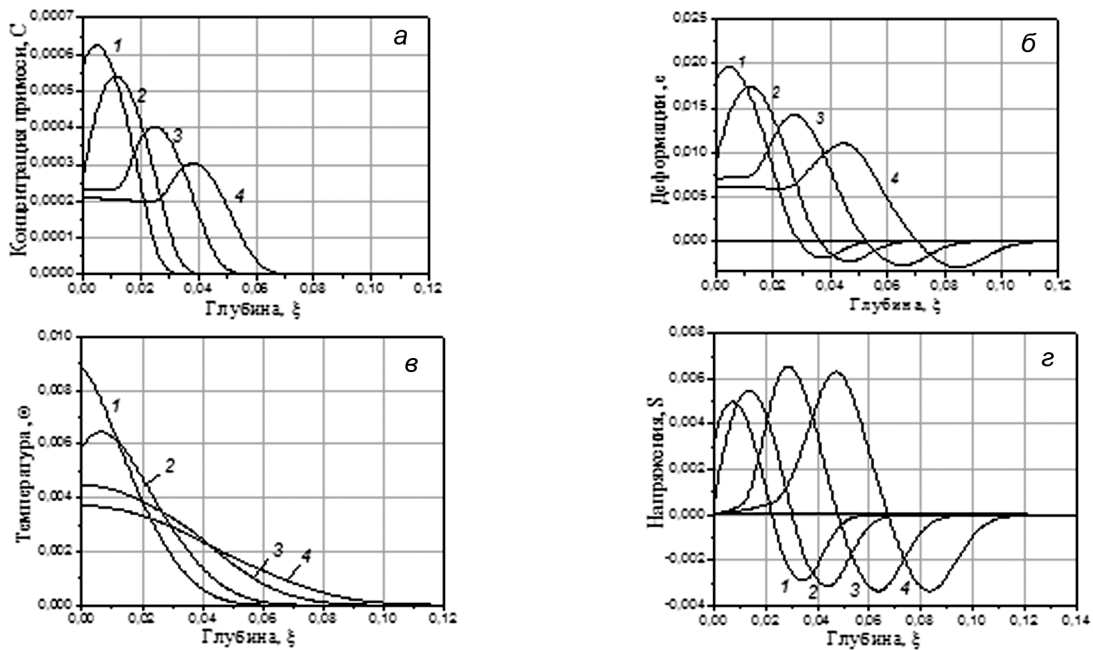 а
Концентрация примоси, С
0,0007
0,0006
0,0005
0,0004
0,0003
0,0002
0,0001
0,0000
1
2
3
4
0,00 0,02 0,04 0,06 0,08 0,10 0,12
Глубина, ξ
б
Деформации, е
0,025
0,020
0,015
0,010
0,005
0,000
1
2
3
4
0,00 0,02 0,04 0,06 0,08 0,10 0,12
Глубина, ξ
в
Температура, Θ
0,010
0,008
0,006
0,004
0,002
0,000
1
2
3 4
0,00 0,02 0,04 0,06 0,08 0,10 0,12
Глубина, ξ
г
Напряжения, S
0,008
0,006
0,004
0,002
0,000
-0,002
-0,004
1 2 3 4
0,00 0,02 0,04 0,06 0,08 0,10 0,12 0,14
Глубина, ξ